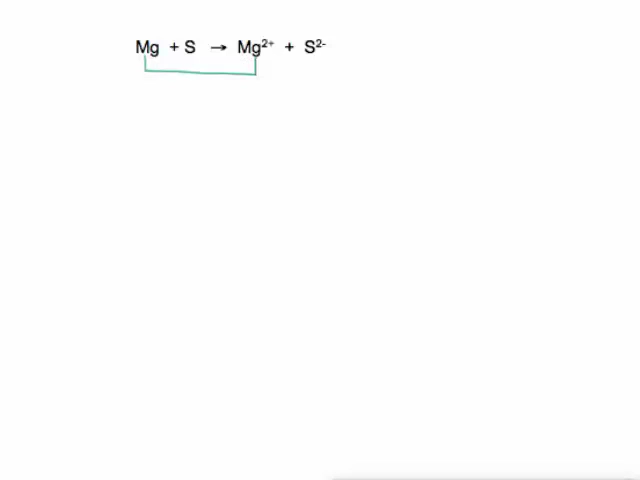 Mg + S → Mg²⁺ + S²⁻